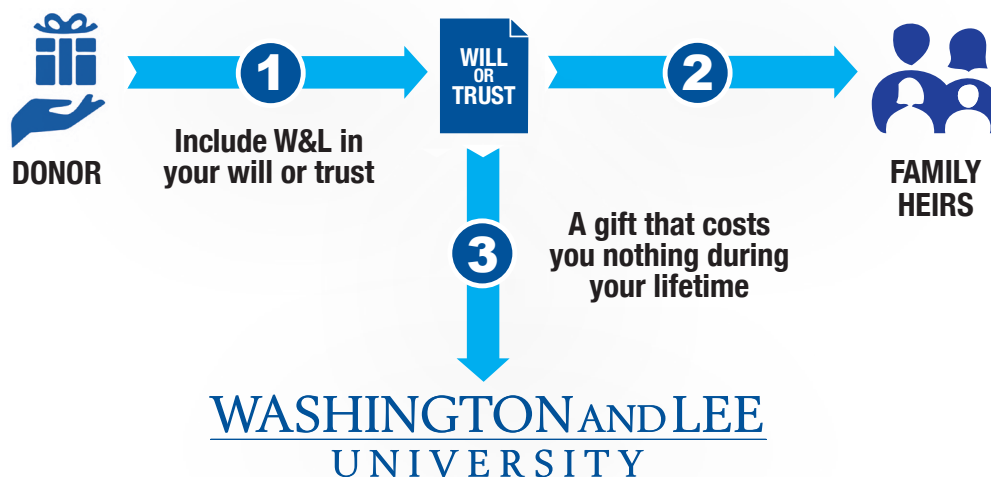 1
2
WILL
OR
TRUST
DONOR
Include W&L in
your will or trust
FAMILY
HEIRS
3
A gift that costs
you nothing during
your lifetime
WASHINGTON AND LEE
UNIVERSITY